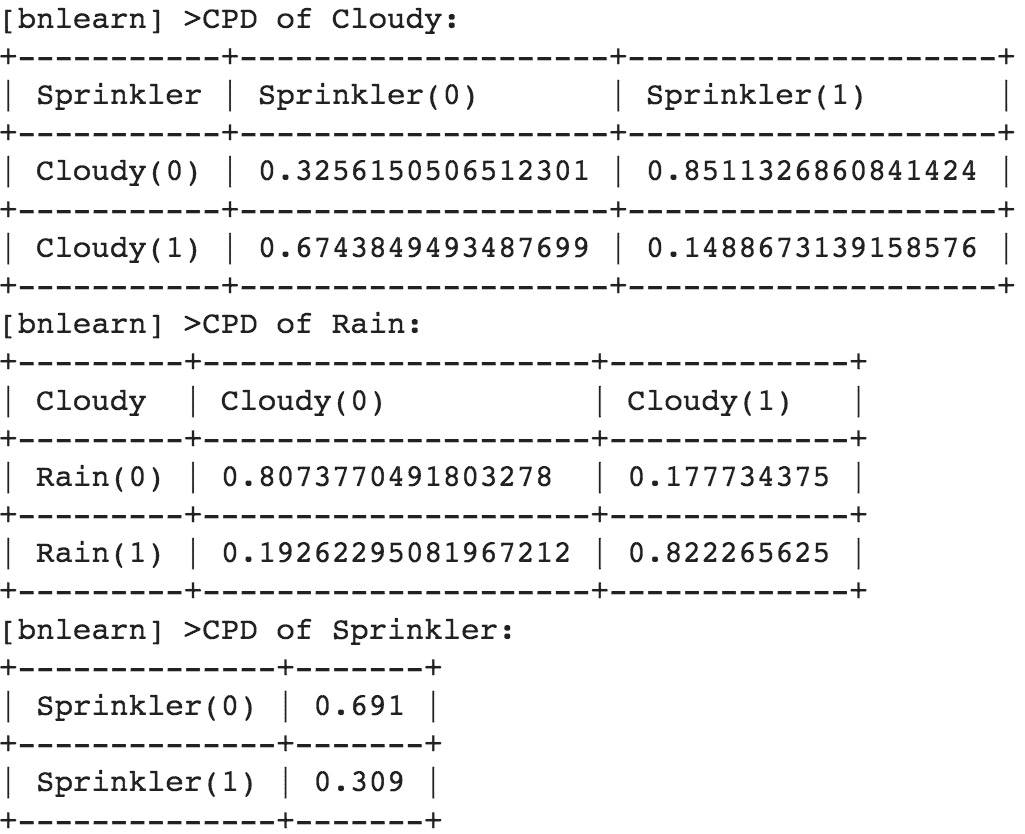 [bnlearn] >CPD of Cloudy:
+-----------+--------------------+--------------------+
| Sprinkler | Sprinkler(0)       | Sprinkler(1)       |
+-----------+--------------------+--------------------+
| Cloudy(0) | 0.3256150506512301 | 0.8511326860841424 |
+-----------+--------------------+--------------------+
| Cloudy(1) | 0.6743849493487699 | 0.1488673139158576 |
+-----------+--------------------+--------------------+
[bnlearn] >CPD of Rain:
+---------+---------------------+-------------+
| Cloudy  | Cloudy(0)           | Cloudy(1)   |
+---------+---------------------+-------------+
| Rain(0) | 0.8073770491803278  | 0.177734375 |
+---------+---------------------+-------------+
| Rain(1) | 0.19262295081967212 | 0.822265625 |
+---------+---------------------+-------------+
[bnlearn] >CPD of Sprinkler:
+--------------+-------+
| Sprinkler(0) | 0.691 |
+--------------+-------+
| Sprinkler(1) | 0.309 |
+--------------+-------+